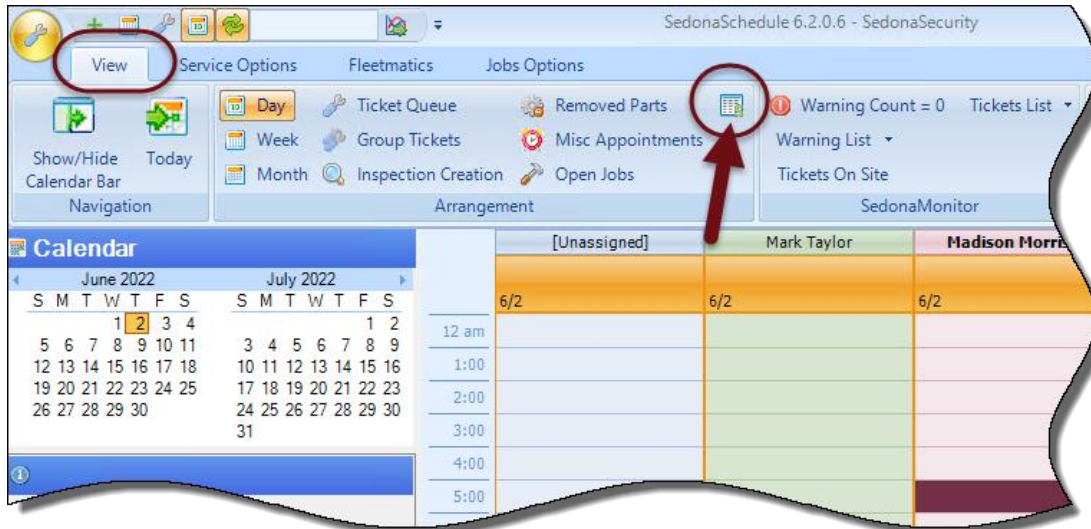 SedonaSchedule 6.2.0.6 - SedonaSecurity
View Service Options Fleetmatics Jobs Options
Day Ticket Queue Removed Parts Warning Count = 0 Tickets List
Week Group Tickets Misc Appointments Warning List
Show/Hide Calendar Bar Today
Month Inspection Creation Open Jobs Tickets On Site
Navigation Arrangement SedonaMonitor
Calendar [Unassigned] Mark Taylor Madison Morris
June 2022 July 2022
S M T W T F S S M T W T F S
6/2 6/2 6/2
1 2 3 4 1 2
12 am
5 6 7 8 9 10 11 3 4 5 6 7 8 9
12 13 14 15 16 17 18 10 11 12 13 14 15 16
1:00
19 20 21 22 23 24 25 17 18 19 20 21 22 23
2:00
26 27 28 29 30 24 25 26 27 28 29 30
31
3:00
4:00
5:00